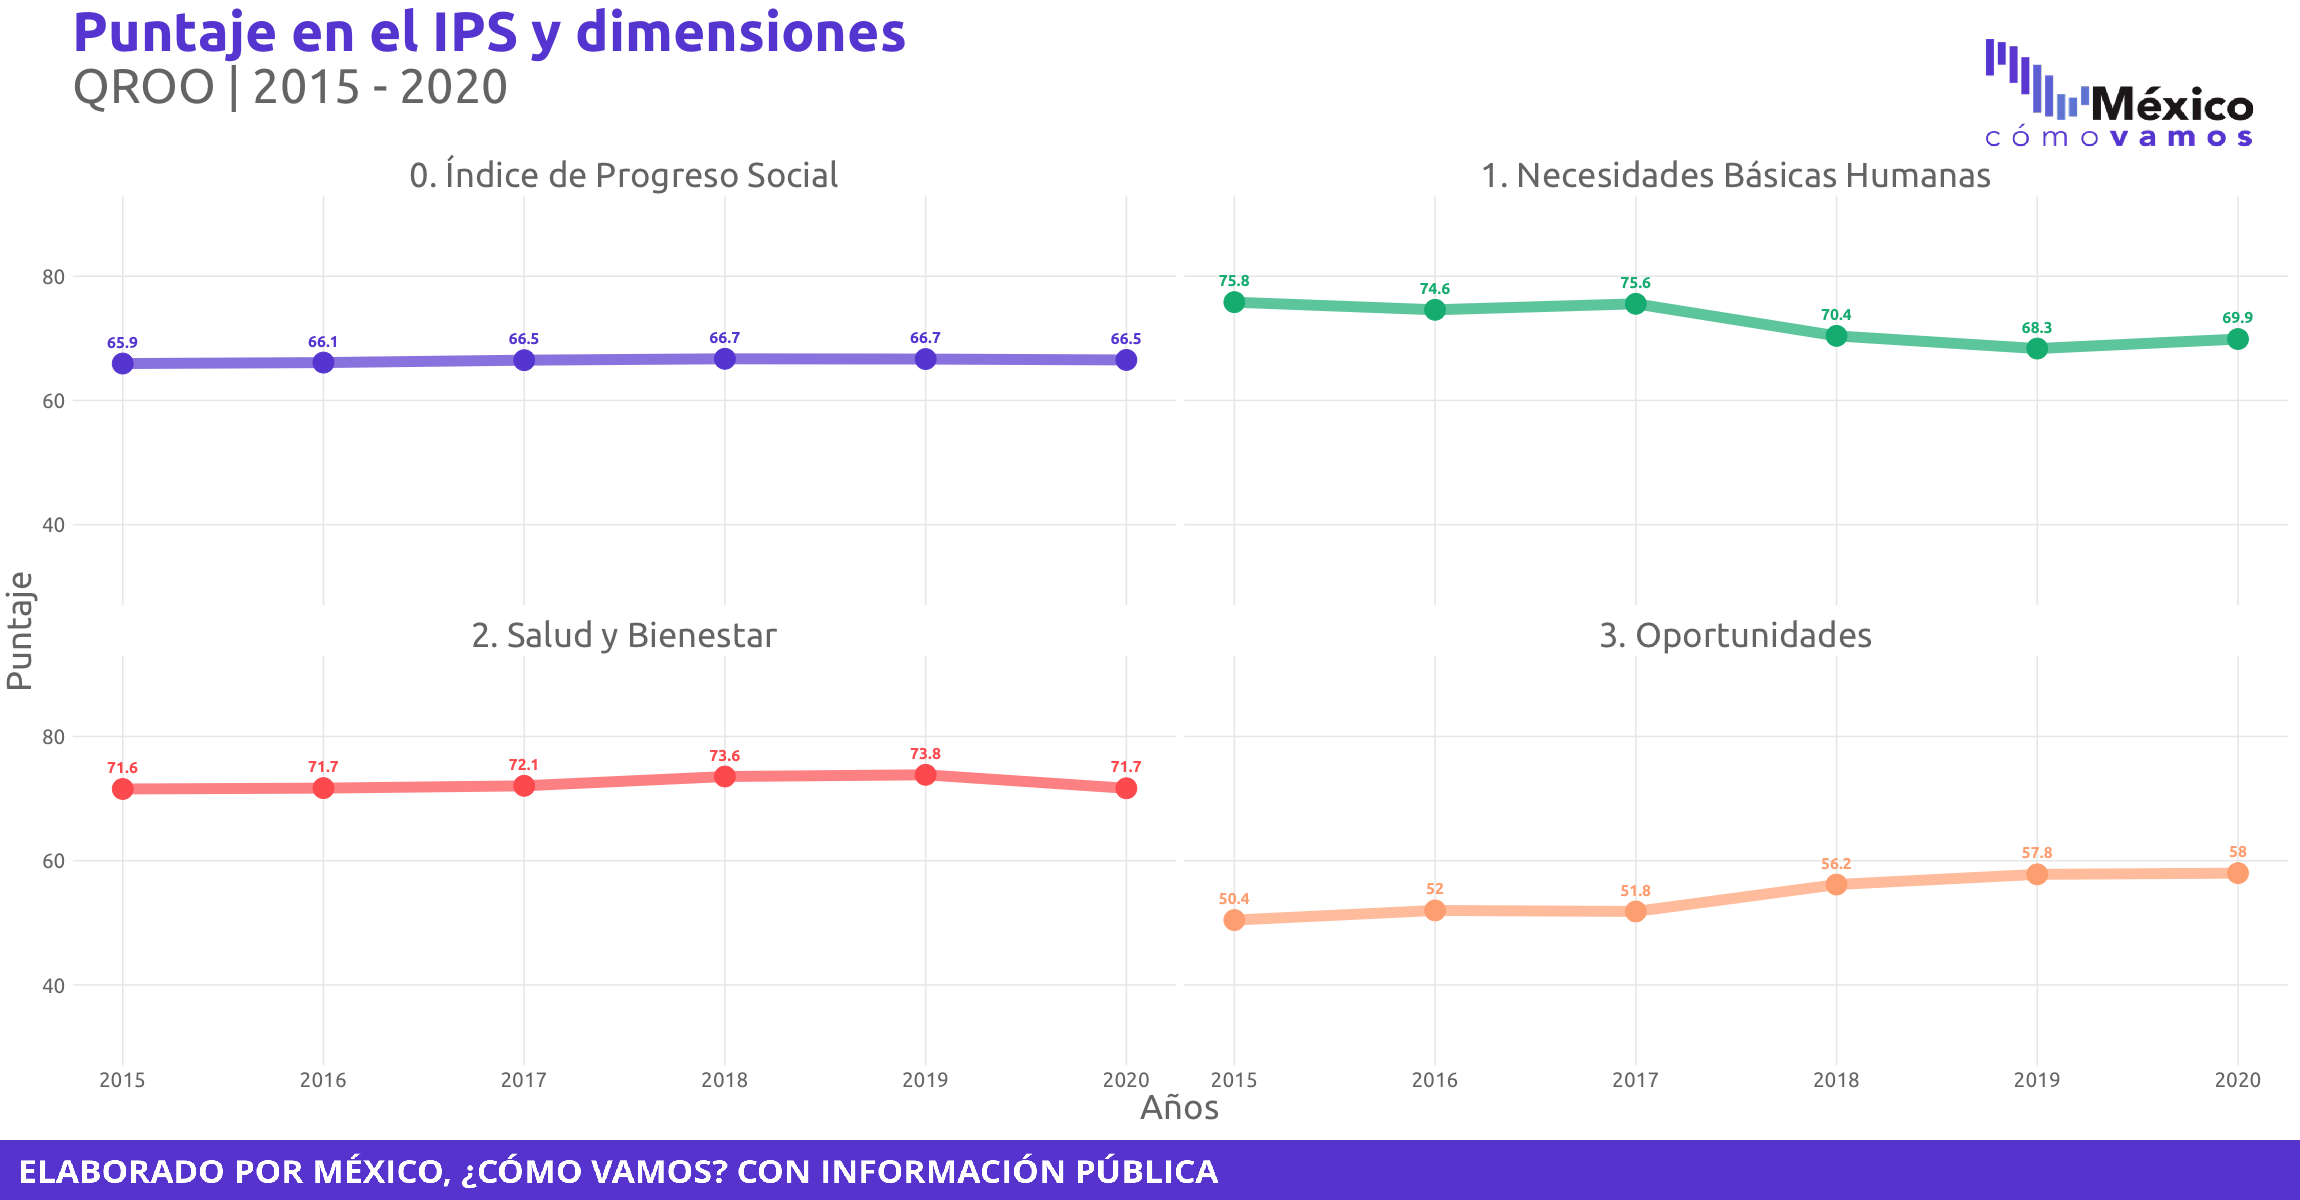 Puntaje en el IPS y dimensiones
QROO | 2015 - 2020
México
cómo vamos
0. Índice de Progreso Social
1. Necesidades Básicas Humanas
80
60
40
65.9 66.1 66.5 66.7 66.7 66.5
75.8 74.6 75.6 70.4 68.3 69.9
Puntaje
2. Salud y Bienestar
3. Oportunidades
80
60
40
71.6 71.7 72.1 73.6 73.8 71.7
50.4 52 51.8 56.2 57.8 58
2015 2016 2017 2018 2019 2020 2015 2016 2017 2018 2019 2020
Años
ELABORADO POR MÉXICO, ¿CÓMO VAMOS? CON INFORMACIÓN PÚBLICA